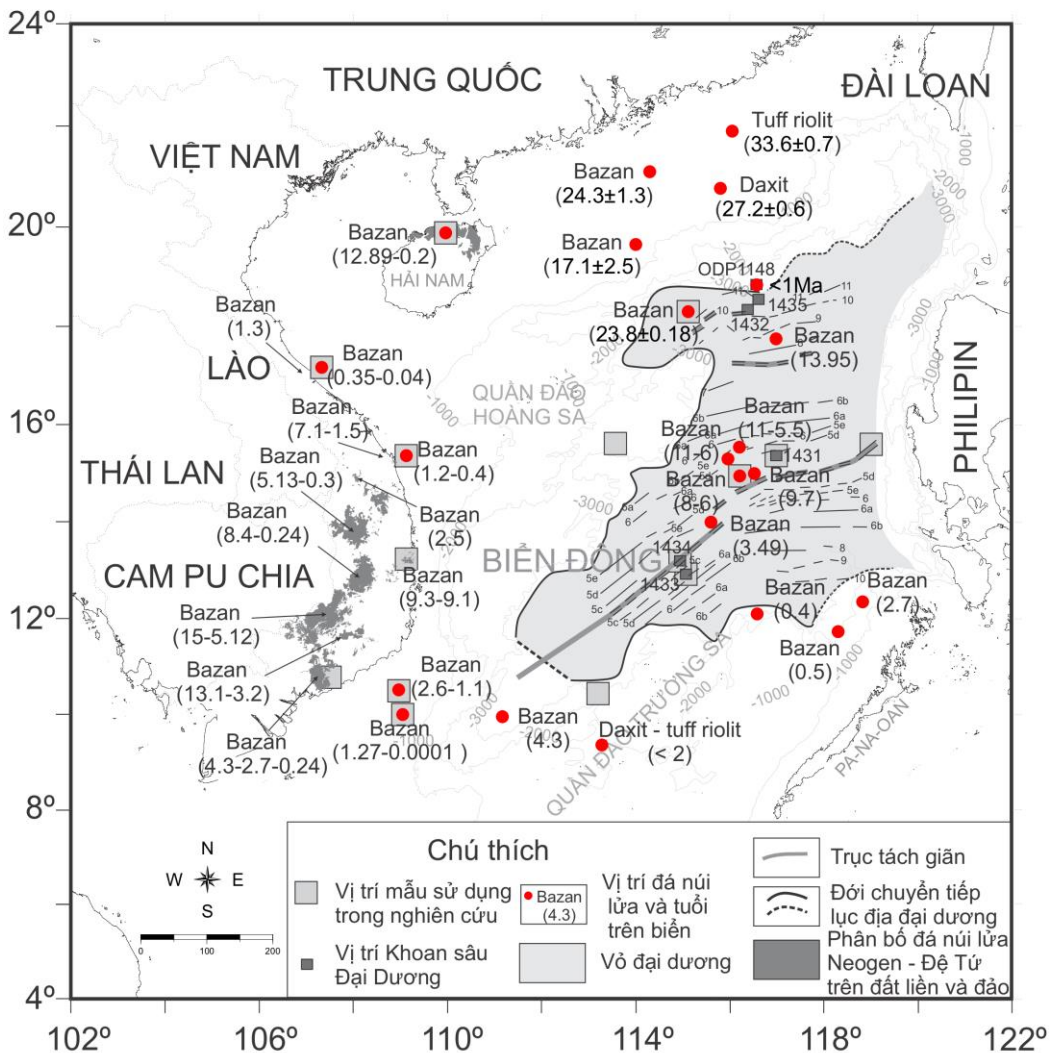 24º
20º
16º
12º
8º
4º
102º
106º
110º
114º
118º
122º
TRUNG QUỐC
ĐÀI LOAN
VIỆT NAM
LÀO
THÁI LAN
CAM PU CHIA
PHILIPIN
BIỂN ĐÔNG
HẢI NAM
QUẦN ĐẢO
HOÀNG SA
QUẦN ĐẢO TRƯỜNG SA
PA-NA-OAN
Tuff riolit
(33.6±0.7)
Bazan
(24.3±1.3)
Daxit
(27.2±0.6)
Bazan
(12.89-0.2)
Bazan
(17.1±2.5)
ODP1148
<1Ma
1435
1432
Bazan
(23.8±0.18)
Bazan
(13.95)
Bazan
(1.3)
Bazan
(0.35-0.04)
Bazan
(7.1-1.5)
Bazan
(1.2-0.4)
Bazan
(5.13-0.3)
Bazan
(2.5)
Bazan
(8.4-0.24)
Bazan
(9.3-9.1)
Bazan
(15-5.12)
Bazan
(13.1-3.2)
Bazan
(4.3-2.7-0.24)
Bazan
(2.6-1.1)
Bazan
(1.27-0.0001)
Bazan
(11-5.5)
Bazan
(11-6)
1431
Bazan
(8-6)
Bazan
(9.7)
Bazan
(3.49)
1434
1433
Bazan
(0.4)
Bazan
(2.7)
Bazan
(0.5)
Bazan
(4.3)
Daxit - tuff riolit
(< 2)
N
W E
S
0 100 200
Chú thích
Vị trí mẫu sử dụng
trong nghiên cứu
Vị trí Khoan sâu
Đại Dương
Bazan
(4.3)
Vị trí đá núi
lửa và tuổi
trên biển
Vỏ đại dương
Trục tách giãn
Đới chuyển tiếp
lục địa đại dương
Phân bố đá núi lửa
Neogen - Đệ Tứ
trên đất liền và đảo